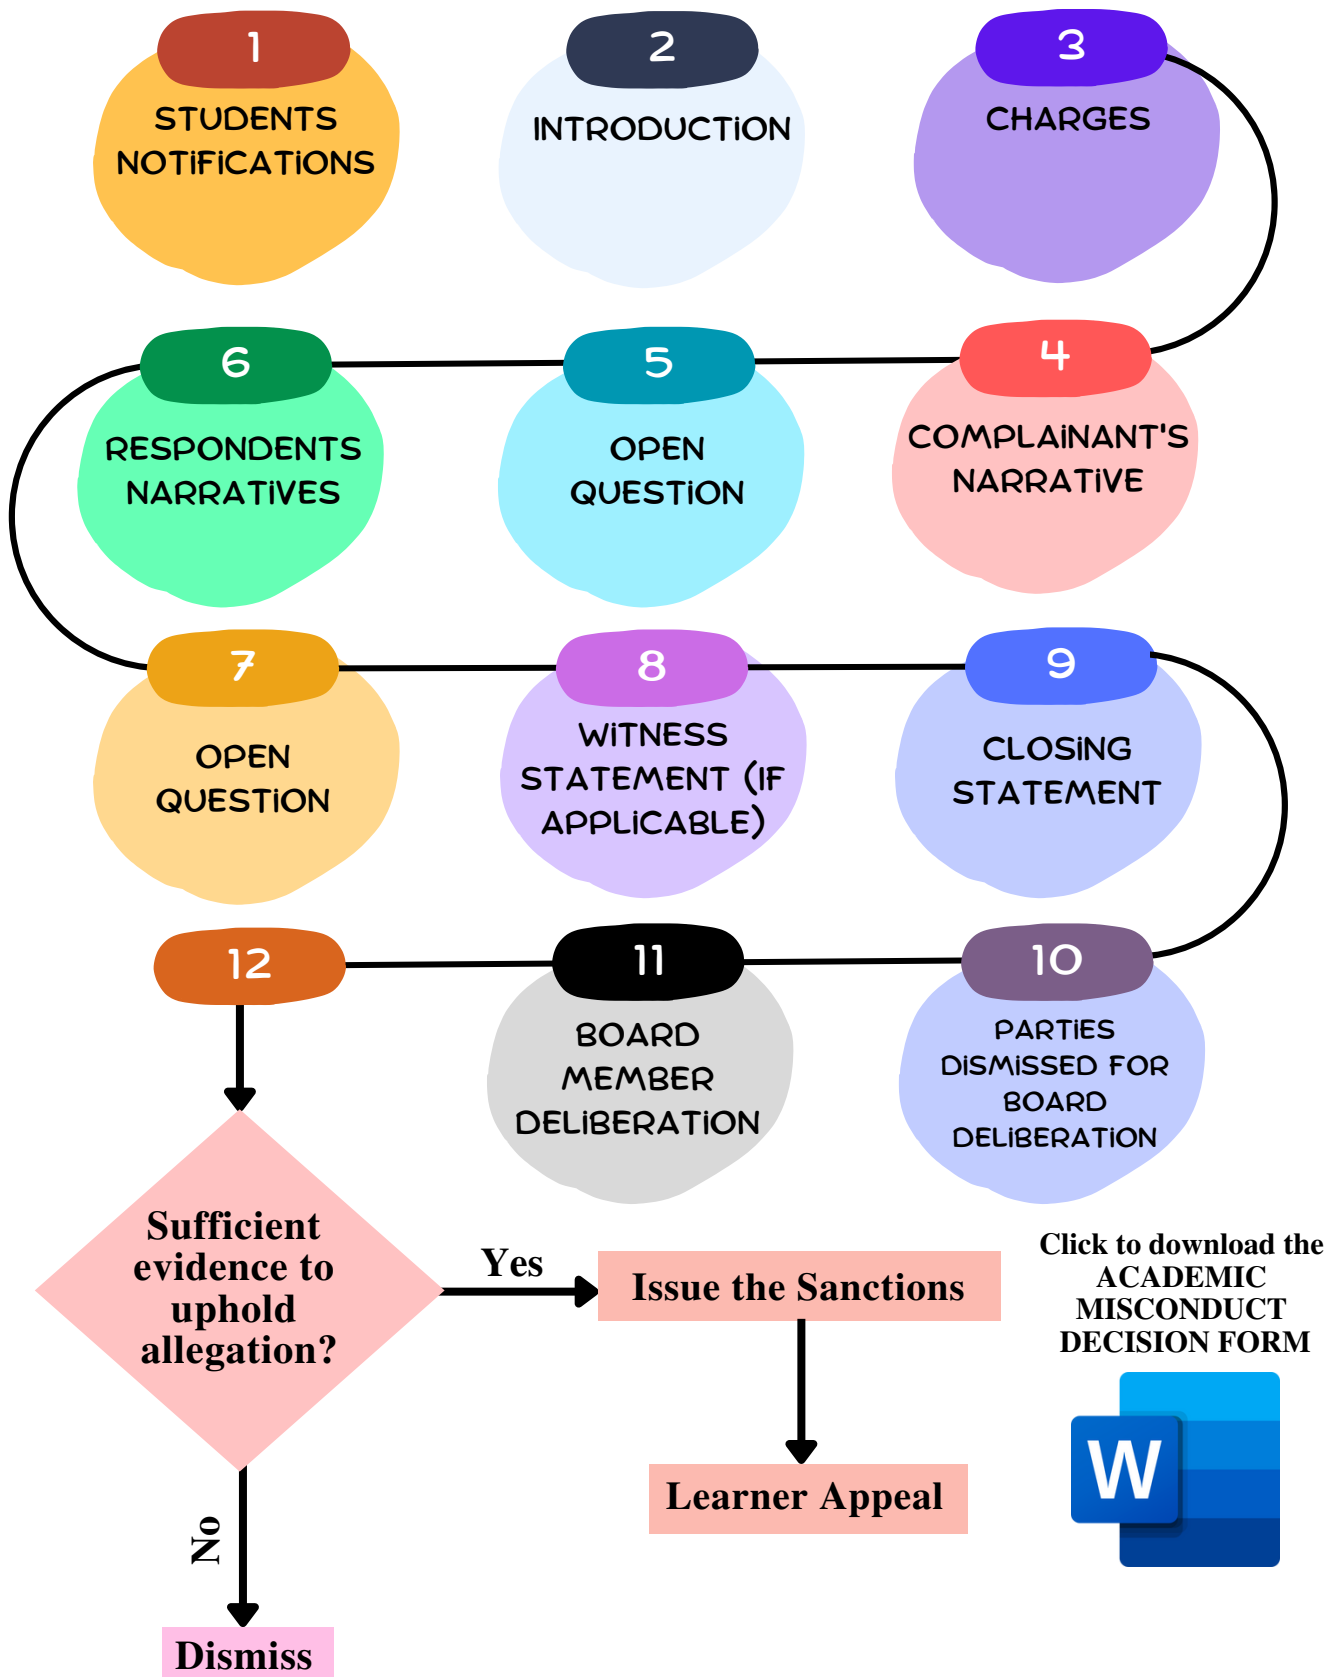 1
STUDENTS
NOTIFICATIONS
2
INTRODUCTION
3
CHARGES
4
COMPLAINANT'S
NARRATIVE
5
OPEN
QUESTION
6
RESPONDENTS
NARRATIVES
7
OPEN
QUESTION
8
WITNESS
STATEMENT (IF
APPLICABLE)
9
CLOSING
STATEMENT
10
PARTIES
DISMISSED FOR
BOARD
DELIBERATION
11
BOARD
MEMBER
DELIBERATION
12
Sufficient
evidence to
uphold
allegation?
Yes
Issue the Sanctions
Learner Appeal
No
Dismiss
Click to download the
ACADEMIC
MISCONDUCT
DECISION FORM
W